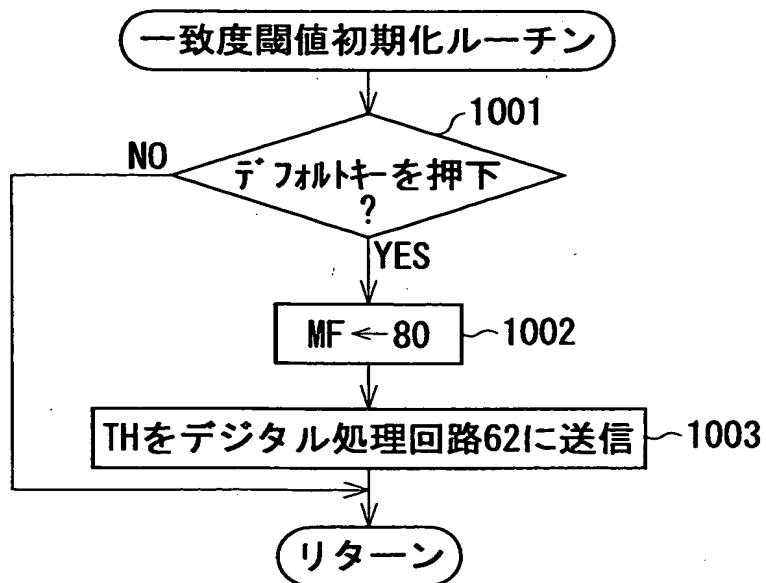 一致度閾値初期化ルーチン
1001
NO
デフォルトキーを押下
?
YES
MF←80
1002
THをデジタル処理回路62に送信
1003
リターン